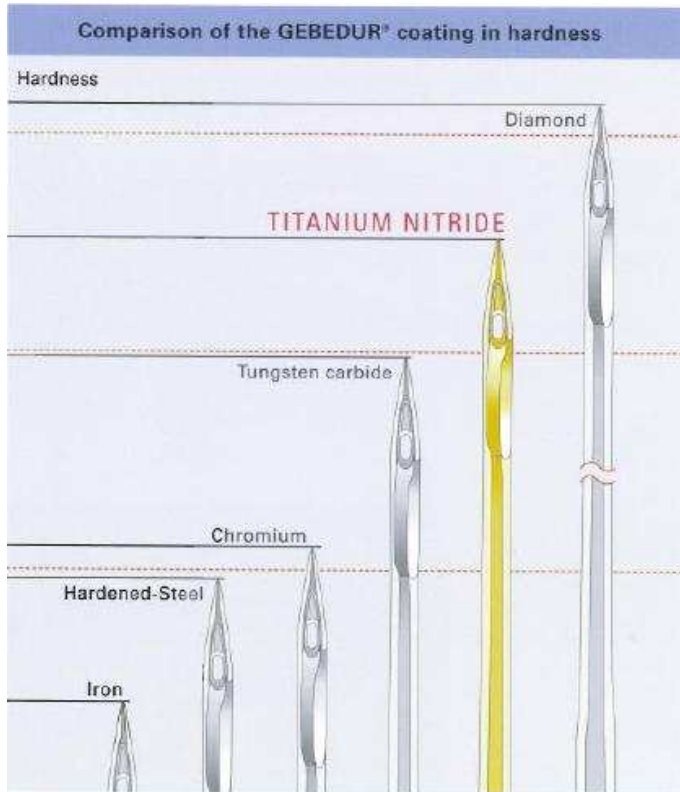 Comparison of the GEBEDUR® coating in hardness
Hardness
Diamond
TITANIUM NITRIDE
Tungsten carbide
Chromium
Hardened-Steel
Iron